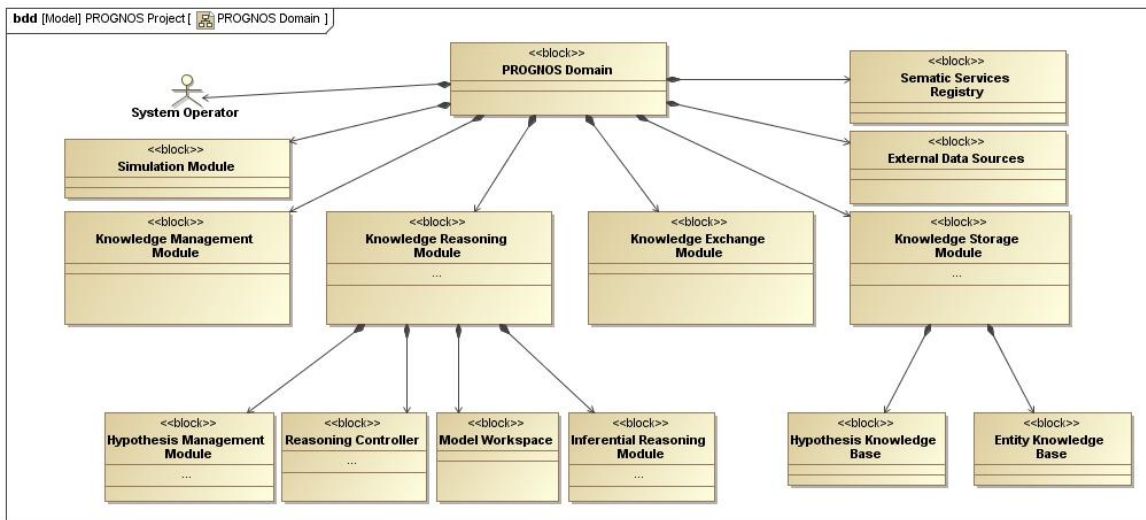 bdd [Model] PROGNOS Project [ PROGNOS Domain ]
<<block>>
PROGNOS Domain
System Operator
<<block>>
Sematic Services
Registry
<<block>>
Simulation Module
<<block>>
External Data Sources
<<block>>
Knowledge Management
Module
<<block>>
Knowledge Reasoning
Module
...
<<block>>
Knowledge Exchange
Module
<<block>>
Knowledge Storage
Module
...
<<block>>
Hypothesis Management
Module
...
<<block>>
Reasoning Controller
...
<<block>>
Model Workspace
<<block>>
Inferential Reasoning
Module
...
<<block>>
Hypothesis Knowledge
Base
<<block>>
Entity Knowledge
Base